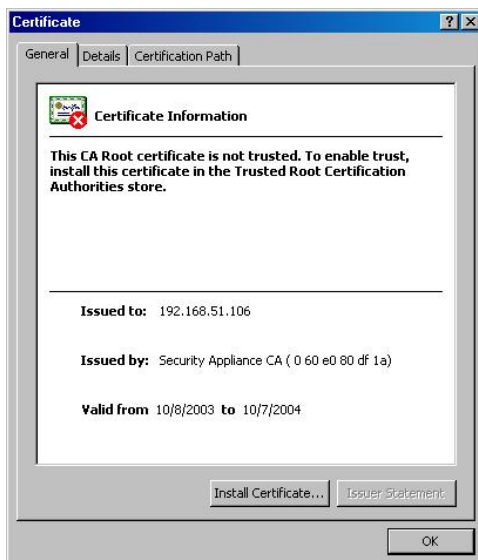 Certificate
General Details Certification Path
Certificate Information
This CA Root certificate is not trusted. To enable trust,
install this certificate in the Trusted Root Certification
Authorities store.
Issued to: 192.168.51.106
Issued by: Security Appliance CA ( 0 60 e0 80 df 1a)
Valid from 10/8/2003 to 10/7/2004
Install Certificate... Issuer Statement
OK